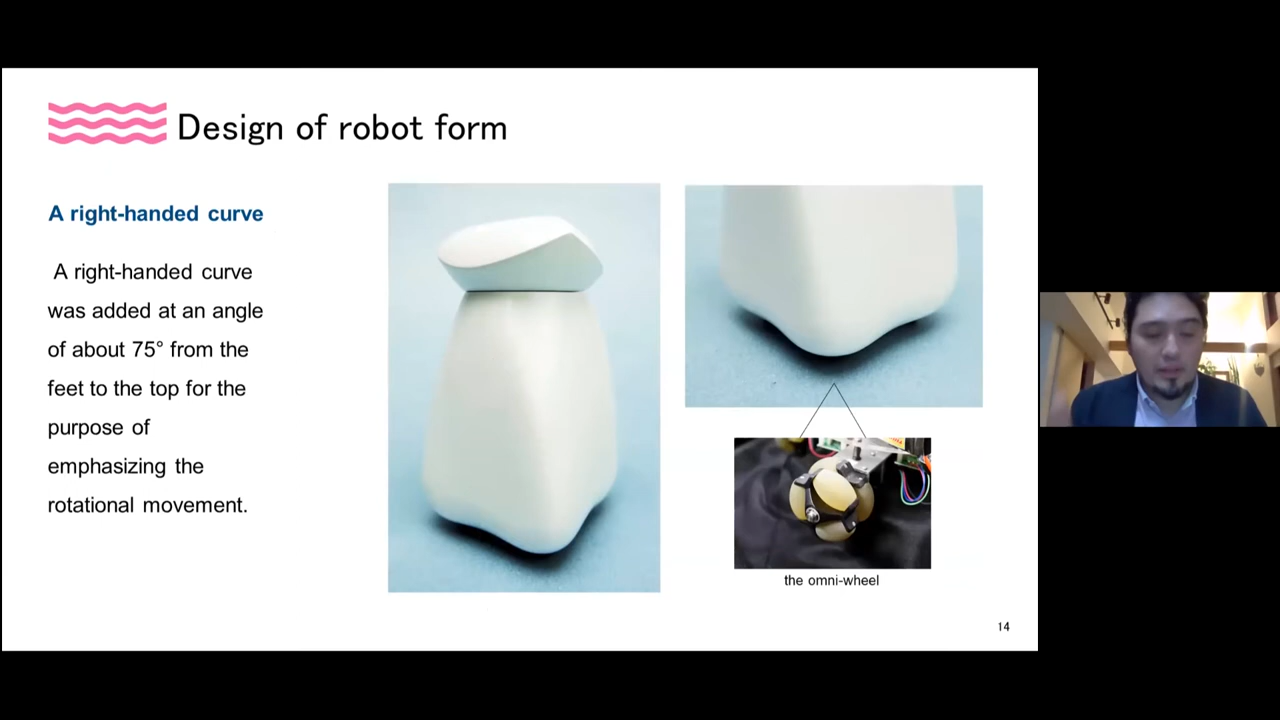 Design of robot form
A right-handed curve
A right-handed curve
was added at an angle
of about 75° from the
feet to the top for the
purpose of
emphasizing the
rotational movement.
the omni-wheel
14